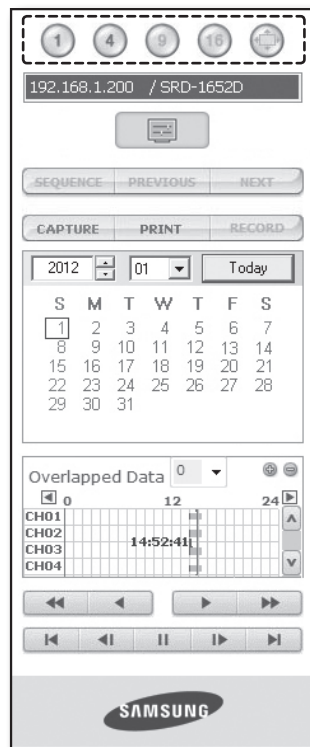 1 4 9 16
192.168.1.200 / SRD-1652D
SEQUENCE PREVIOUS NEXT
CAPTURE PRINT RECORD
2012 01 Today
S M T W T F S
1 2 3 4 5 6 7
8 9 10 11 12 13 14
15 16 17 18 19 20 21
22 23 24 25 26 27 28
29 30 31
Overlapped Data 0
0 12 24
CH01
CH02
14:52:41
CH03
CH04
SAMSUNG